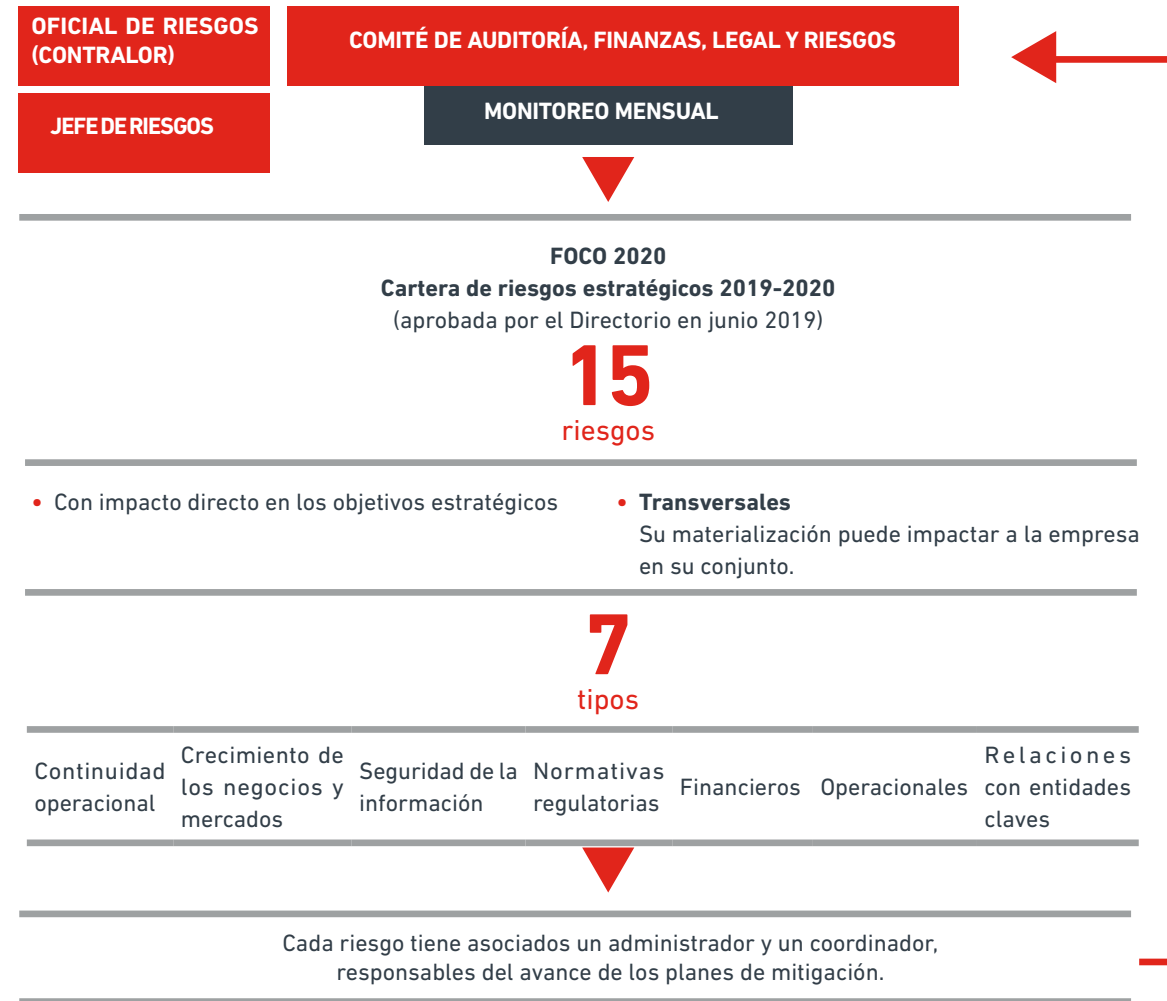 OFICIAL DE RIESGOS
(CONTRALOR)
JEFE DE RIESGOS
COMITÉ DE AUDITORÍA, FINANZAS, LEGAL Y RIESGOS
MONITOREO MENSUAL
FOCO 2020
Cartera de riesgos estratégicos 2019-2020
(aprobada por el Directorio en junio 2019)
15
riesgos
• Con impacto directo en los objetivos estratégicos
• Transversales
Su materialización puede impactar a la empresa
en su conjunto.
7
tipos
Continuidad
operacional
Crecimiento de
los negocios y
mercados
Seguridad de la
información
Normativas
regulatorias
Financieros
Operacionales
Relaciones
con entidades
claves
Cada riesgo tiene asociados un administrador y un coordinador,
responsables del avance de los planes de mitigación.